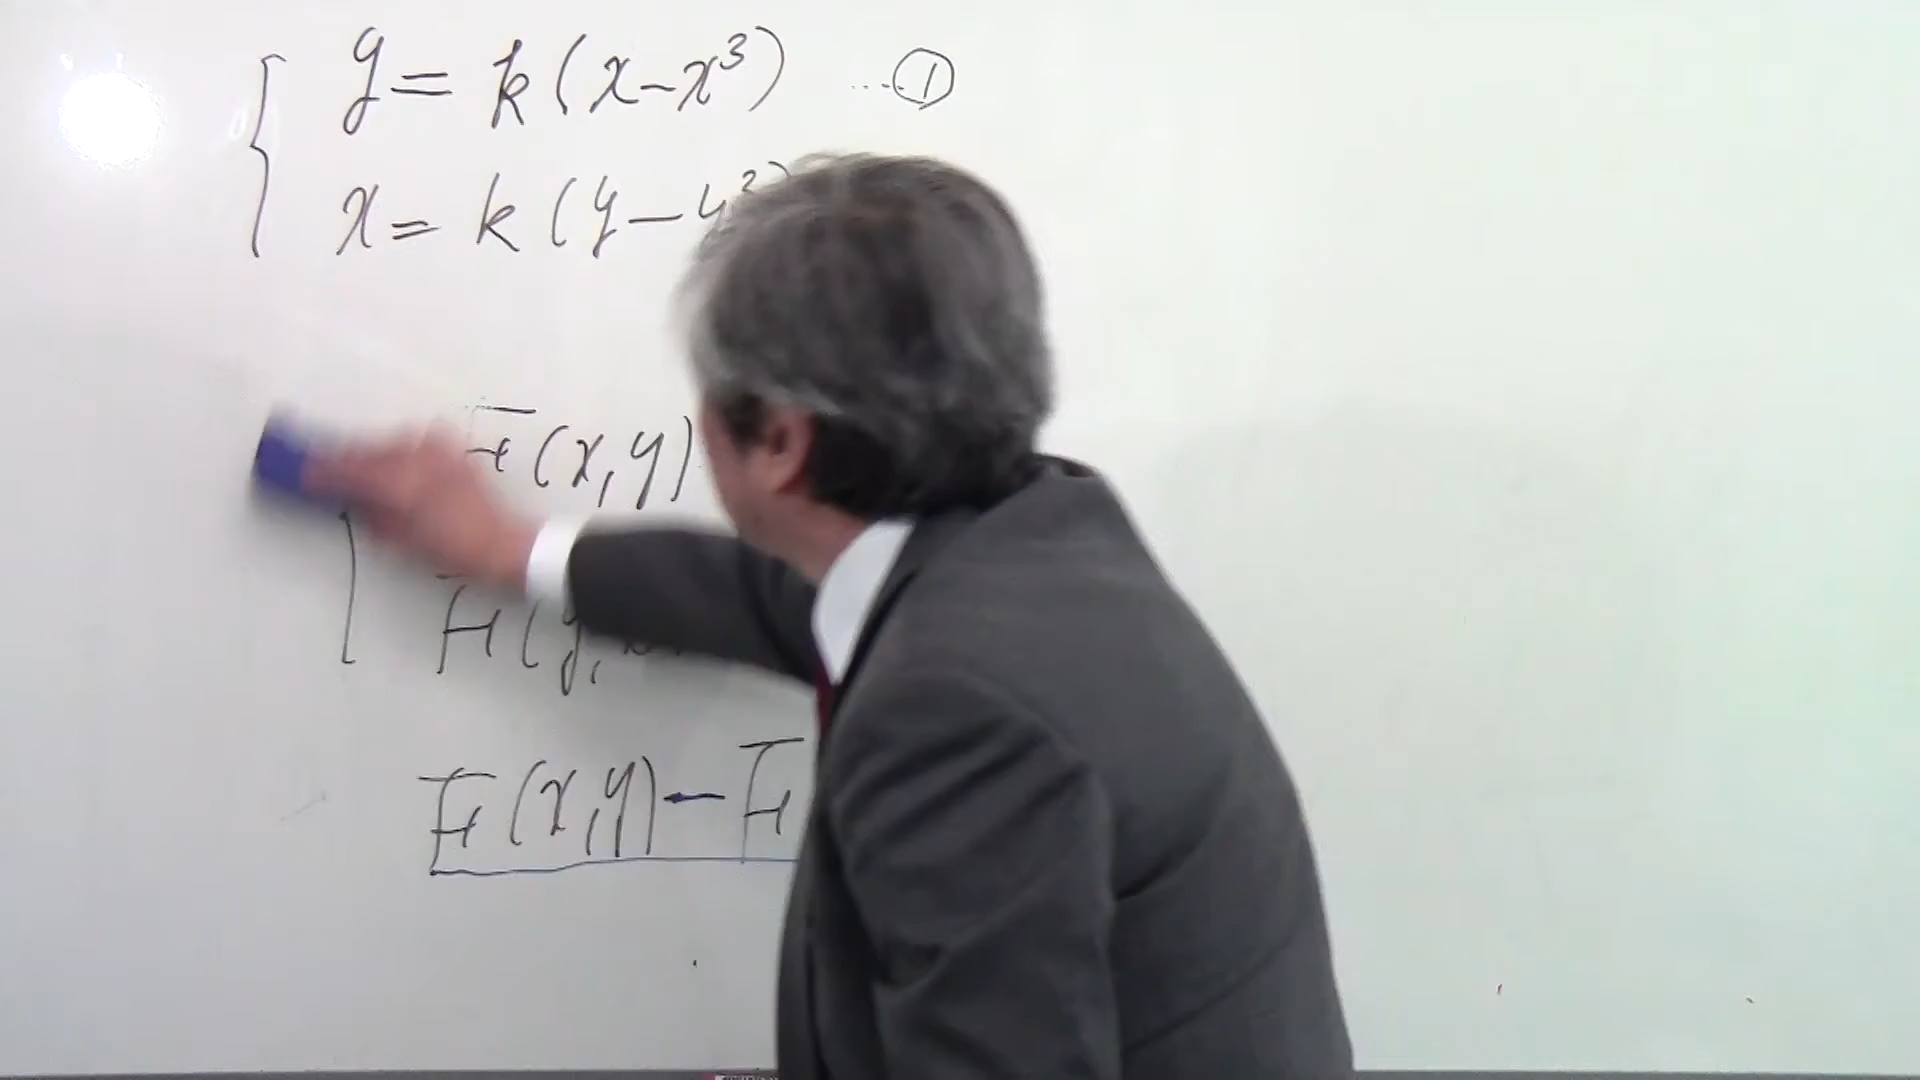 y = k(x-x³) ... ①
x = k(y-y³)
F(x,y)
F(y,
F(x,y) - F